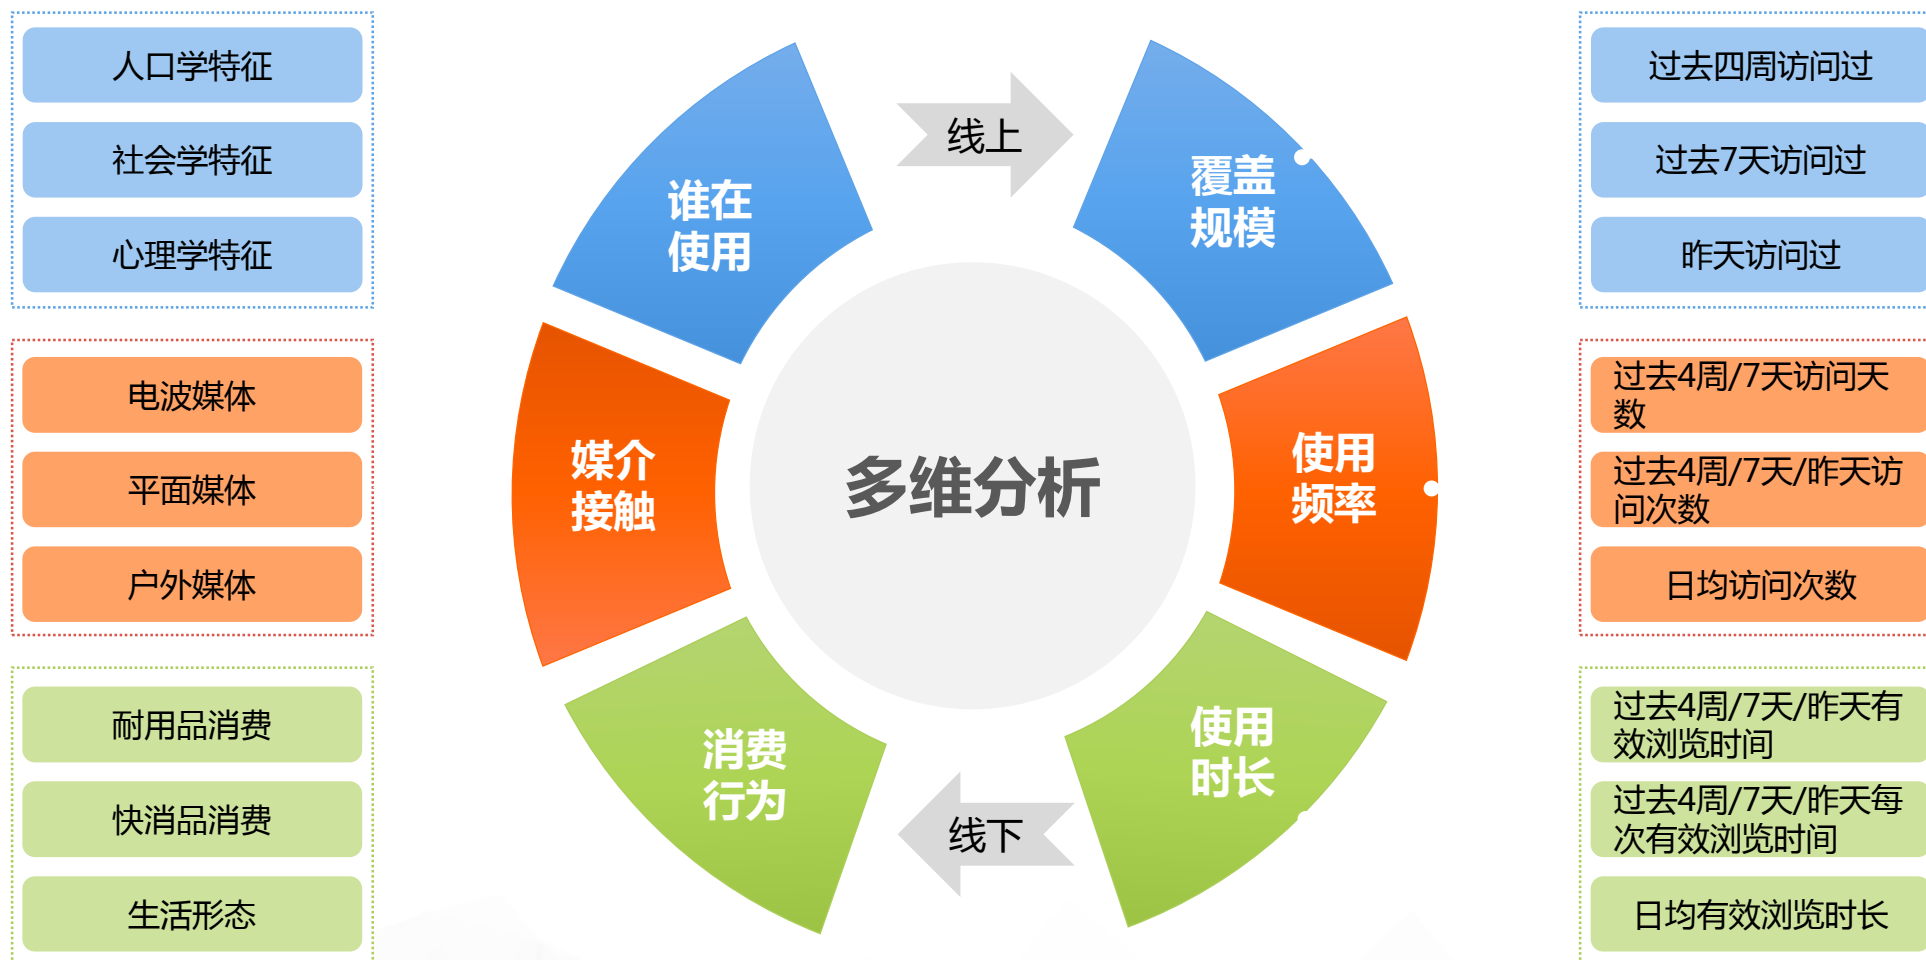 人口学特征
社会学特征
心理学特征
电波媒体
平面媒体
户外媒体
耐用品消费
快消品消费
生活形态
线上
谁在
使用
覆盖
规模
媒介
接触
多维分析
使用
频率
消费
行为
使用
时长
线下
过去四周访问过
过去7天访问过
昨天访问过
过去4周/7天访问天
数
过去4周/7天/昨天访
问次数
日均访问次数
过去4周/7天/昨天有
效浏览时间
过去4周/7天/昨天每
次有效浏览时间
日均有效浏览时长